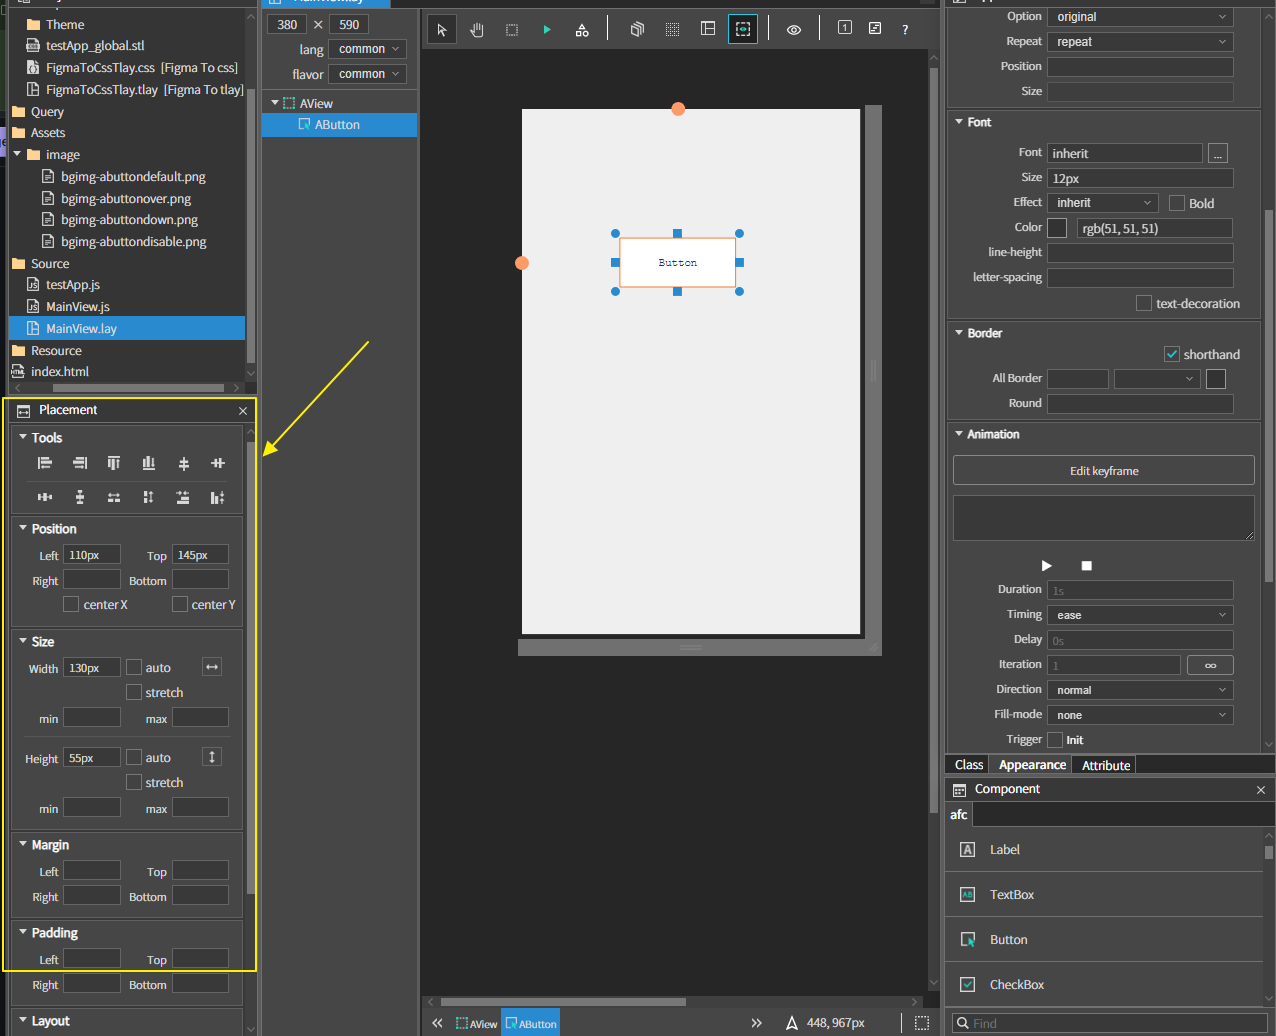 380 × 590
lang common
flavor common
AView
AButton
Theme
testApp_global.stl
FigmaToCssTlay.css [Figma To css]
FigmaToCssTlay.tlay [Figma To tlay]
Query
Assets
image
bgimg-abuttondefault.png
bgimg-abuttonover.png
bgimg-abuttondown.png
bgimg-abuttondisable.png
Source
testApp.js
MainView.js
MainView.lay
Resource
index.html
Placement
Tools
Position
Left 110px Top 145px
Right Bottom
center X center Y
Size
Width 130px auto
stretch
min max
Height 55px auto
stretch
min max
Margin
Left Top
Right Bottom
Padding
Left Top
Right Bottom
Layout
1 ?
Button
AView AButton
448, 967px
Option original
Repeat repeat
Position
Size
Font
Font inherit ...
Size 12px
Effect inherit Bold
Color rgb(51, 51, 51)
line-height
letter-spacing
text-decoration
Border
shorthand
All Border
Round
Animation
Edit keyframe
Duration 1s
Timing ease
Delay 0s
Iteration 1 ∞
Direction normal
Fill-mode none
Trigger Init
Class Appearance Attribute
Component
afc
A Label
AB TextBox
Button
CheckBox
Find